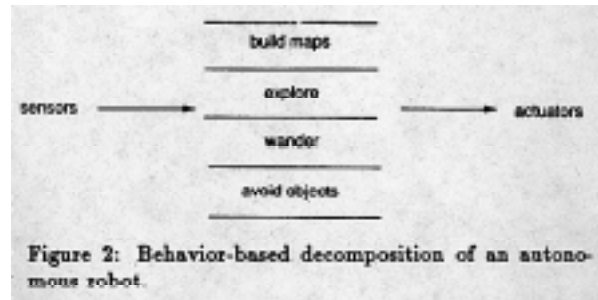 build maps
explore
sensors
actuators
wander
avoid objects
Figure 2: Behavior-based decomposition of an autono-
mous robot.